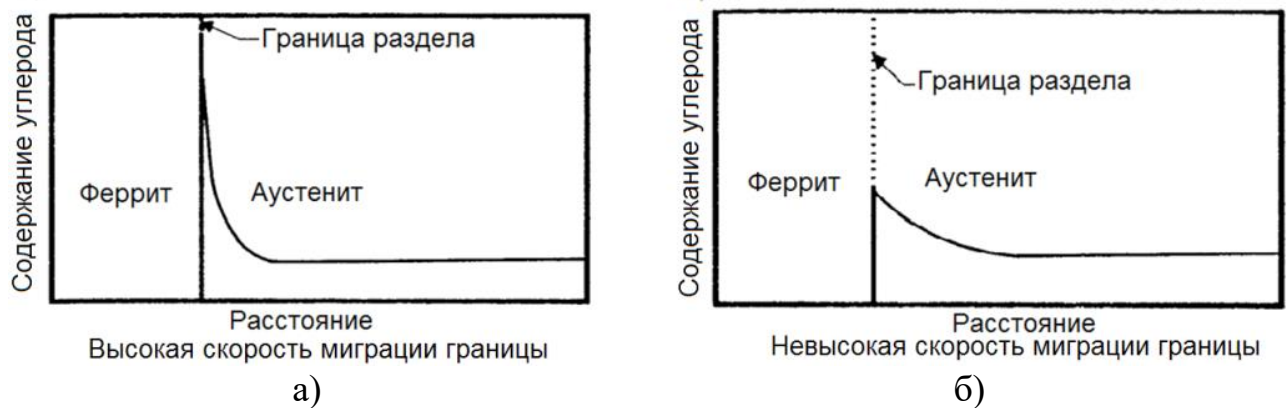 Содержание углерода
Граница раздела
Феррит
Аустенит
Расстояние
Высокая скорость миграции границы
а)
Содержание углерода
Граница раздела
Феррит
Аустенит
Расстояние
Невысокая скорость миграции границы
б)